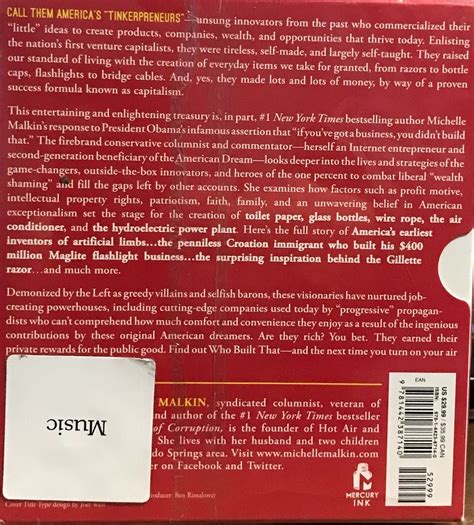 CALL THEM AMERICA'S "TINKERPRENEURS"—unsung innovators from the past who commercialized their
"little" ideas to create products, companies, wealth, and opportunities that thrive today. Enlisting
the nation's first venture capitalists, they were tireless, self-made, and largely self-taught. They raised
our standard of living with the creation of everyday items we take for granted, from razors to bottle
caps, flashlights to bridge cables. And, yes, they made lots and lots of money, by way of a proven
success formula known as capitalism.
This entertaining and enlightening treasury is, in part, #1 New York Times bestselling author Michelle
Malkin's response to President Obama's infamous assertion that "if you've got a business, you didn't build
that." The firebrand conservative columnist and commentator—herself an Internet entrepreneur and
second-generation beneficiary of the American Dream—looks deeper into the lives and strategies of the
game-changers, outside-the-box innovators, and heroes of the one percent to combat liberal "wealth
shaming" and fill the gaps left by other accounts. She examines how factors such as profit motive,
intellectual property rights, patriotism, faith, family, and an unwavering belief in American
exceptionalism set the stage for the creation of toilet paper, glass bottles, wire rope, the air
conditioner, and the hydroelectric power plant. Here's the full story of America's earliest
inventors of artificial limbs...the penniless Croation immigrant who built his $400
million Maglite flashlight business...the surprising inspiration behind the Gillette
razor...and much more.
Demonized by the Left as greedy villains and selfish barons, these visionaries have nurtured job-
creating powerhouses, including cutting-edge companies used today by "progressive" propagan-
dists who can't comprehend how much comfort and convenience they enjoy as a result of the ingenious
contributions by these original American dreamers. Are they rich? You bet. They earned their
private rewards for the public good. Find out Who Built That—and the next time you turn on your air
Music
MALKIN, syndicated columnist, veteran of
and author of the #1 New York Times bestseller
of Corruption, is the founder of Hot Air and
She lives with her husband and two children
do Springs area. Visit www.michellemalkin.com
er on Facebook and Twitter.
Cover Title Type design by
roducer: Ben Rimalower
MERCURY
INK
EAN
US $29.99 / $35.99 CAN
9781442387140
52999